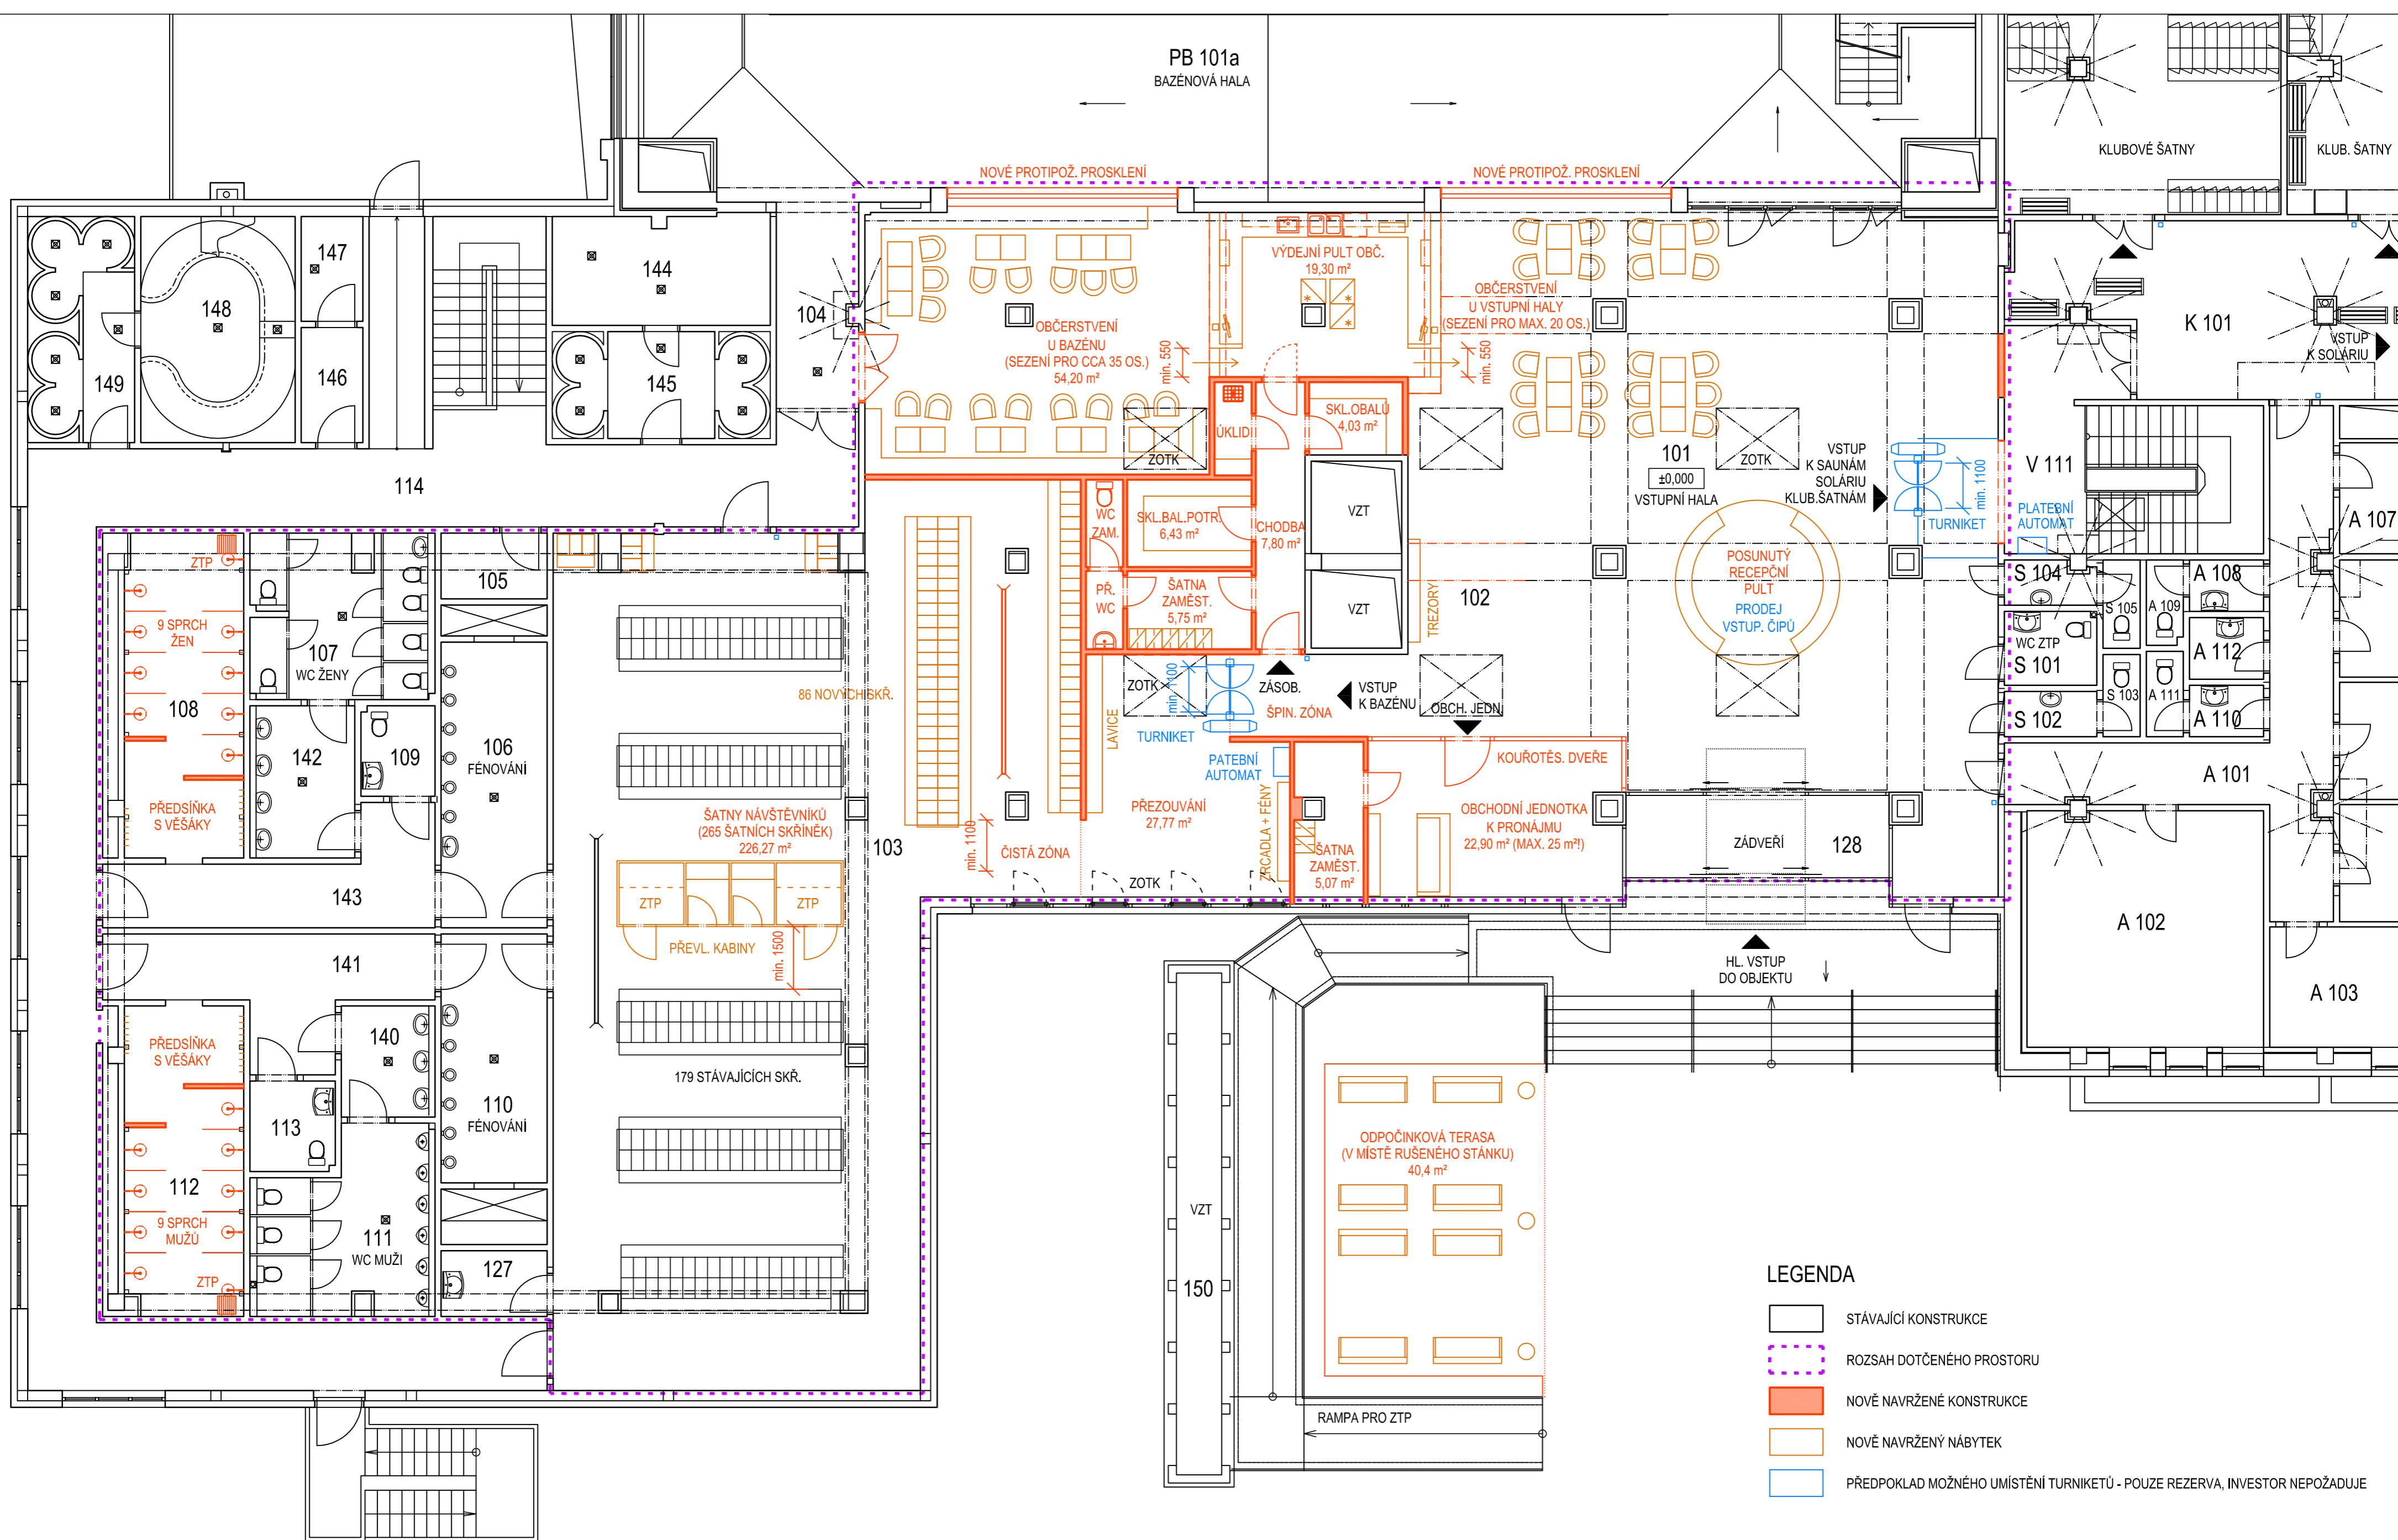 PB 101a
BAZÉNOVÁ HALA
KLUBOVÉ ŠATNY
KLUB. ŠATNY
NOVÉ PROTIPOŽ. PROSKLENÍ
NOVÉ PROTIPOŽ. PROSKLENÍ
147
148
149
146
144
145
104
114
OBČERSTVENÍ
U BAZÉNU
(SEZENÍ PRO CCA 35 OS.)
54,20 m²
min. 550
VÝDEJNÍ PULT OBČ.
19,30 m²
min. 550
OBČERSTVENÍ
U VSTUPNÍ HALY
(SEZENÍ PRO MAX. 20 OS.)
K 101
VSTUP
K SOLÁRIU
ZOTK
ÚKLID
SKL.OBALŮ
4,03 m²
101
±0,000
VSTUPNÍ HALA
ZOTK
VSTUP
K SAUNÁM
SOLÁRIU
KLUB.ŠATNÁM
min. 1100
TURNIKET
V 111
PLATEBNÍ
AUTOMAT
A 107
WC
ZAM.
SKL.BAL.POTR.
6,43 m²
CHODBA
7,80 m²
VZT
VZT
PŘ.
WC
ŠATNA
ZAMĚST.
5,75 m²
102
TREZORY
POSUNUTÝ
RECEPČNÍ
PULT
PRODEJ
VSTUP. ČIPŮ
S 104
S 105
A 109
A 108
WC ZTP
S 101
A 112
S 103
A 111
S 102
A 110
A 101
A 102
A 103
ZTP
9 SPRCH
ŽEN
108
PŘEDSÍŇKA
S VĚŠÁKY
107
WC ŽENY
142
109
105
106
FÉNOVÁNÍ
86 NOVÝCH SKŘ.
ŠATNY NÁVŠTĚVNÍKŮ
(265 ŠATNÍCH SKŘÍNĚK)
226,27 m²
103
min. 1100
ČISTÁ ZÓNA
LAVICE
ZOTK
min. 1100
TURNIKET
ZÁSOB.
ŠPIN. ZÓNA
VSTUP
K BAZÉNU
OBCH. JEDN.
PATEBNÍ
AUTOMAT
PŘEZOUVÁNÍ
27,77 m²
ZRCADLA + FÉNY
ZOTK
ŠATNA
ZAMĚST.
5,07 m²
KOUŘOTĚS. DVEŘE
OBCHODNÍ JEDNOTKA
K PRONÁJMU
22,90 m² (MAX. 25 m²!)
ZÁDVEŘÍ
128
HL. VSTUP
DO OBJEKTU
143
141
ZTP
ZTP
PŘEVL. KABINY
min. 1500
PŘEDSÍŇKA
S VĚŠÁKY
140
113
110
FÉNOVÁNÍ
179 STÁVAJÍCÍCH SKŘ.
112
9 SPRCH
MUŽŮ
ZTP
111
WC MUŽI
127
VZT
150
ODPOČINKOVÁ TERASA
(V MÍSTĚ RUŠENÉHO STÁNKU)
40,4 m²
RAMPA PRO ZTP
LEGENDA
STÁVAJÍCÍ KONSTRUKCE
ROZSAH DOTČENÉHO PROSTORU
NOVĚ NAVRŽENÉ KONSTRUKCE
NOVĚ NAVRŽENÝ NÁBYTEK
PŘEDPOKLAD MOŽNÉHO UMÍSTĚNÍ TURNIKETŮ - POUZE REZERVA, INVESTOR NEPOŽADUJE